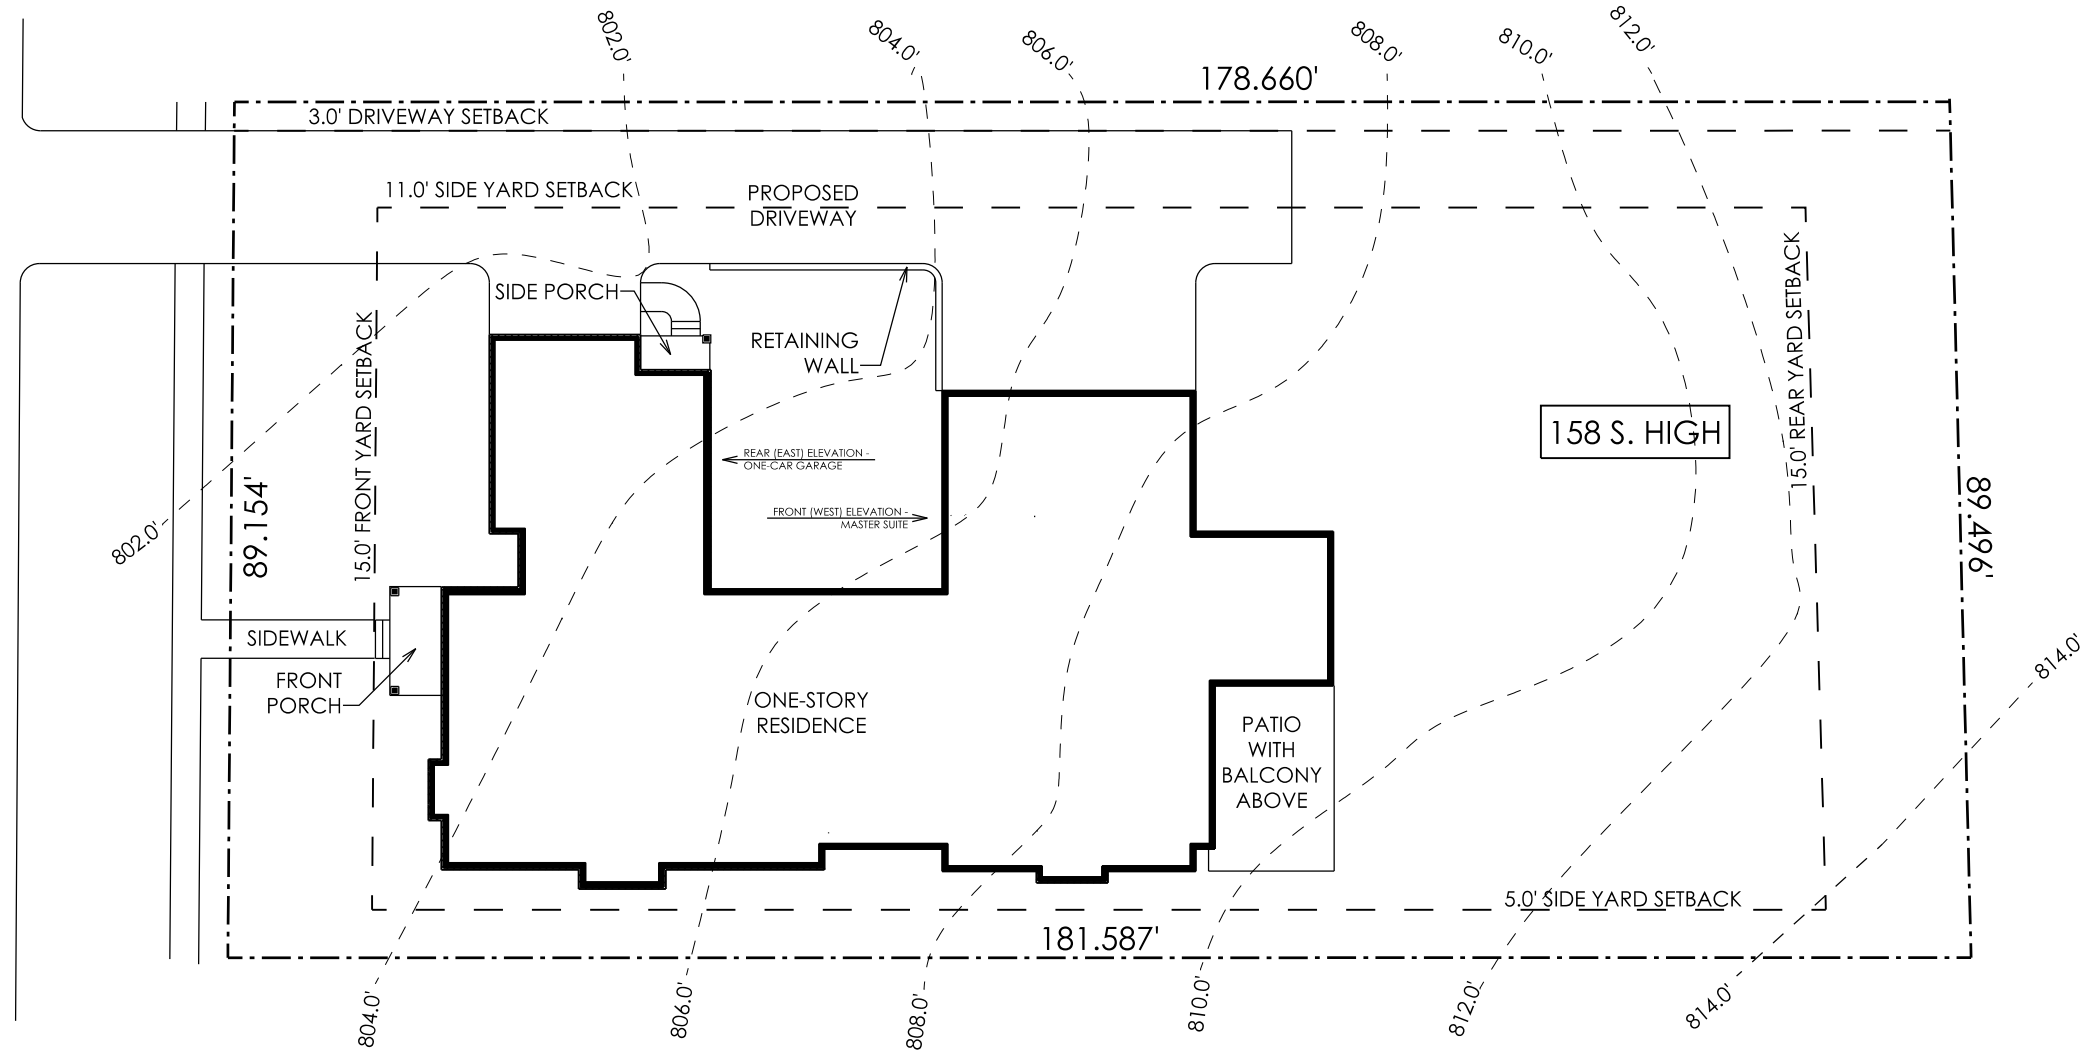 802.0'
804.0'
806.0'
808.0'
810.0'
812.0'
178.660'
3.0' DRIVEWAY SETBACK
11.0' SIDE YARD SETBACK
PROPOSED
DRIVEWAY
SIDE PORCH
RETAINING
WALL
15.0' FRONT YARD SETBACK
15.0' REAR YARD SETBACK
158 S. HIGH
REAR (EAST) ELEVATION -
ONE-CAR GARAGE
FRONT (WEST) ELEVATION -
MASTER SUITE
802.0'
89.154'
89.496'
SIDEWALK
FRONT
PORCH
ONE-STORY
RESIDENCE
PATIO
WITH
BALCONY
ABOVE
814.0'
5.0' SIDE YARD SETBACK
181.587'
804.0'
806.0'
808.0'
810.0'
812.0'
814.0'